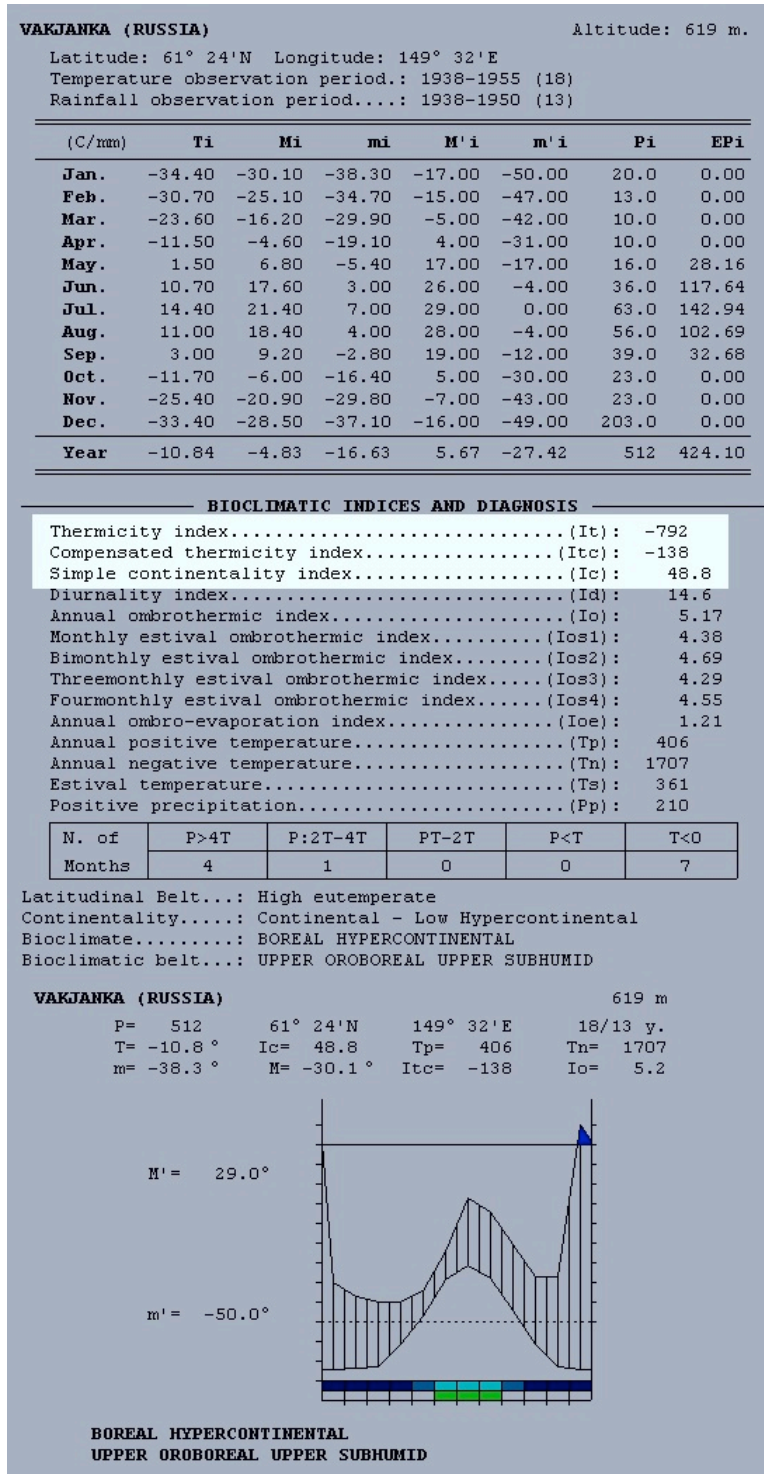 VAKJANKA (RUSSIA) Altitude: 619 m.
Latitude: 61° 24'N Longitude: 149° 32'E
Temperature observation period.: 1938-1955 (18)
Rainfall observation period....: 1938-1950 (13)
(C/mm) Ti Mi mi M'i m'i Pi EPi
Jan. -34.40 -30.10 -38.30 -17.00 -50.00 20.0 0.00
Feb. -30.70 -25.10 -34.70 -15.00 -47.00 13.0 0.00
Mar. -23.60 -16.20 -29.90 -5.00 -42.00 10.0 0.00
Apr. -11.50 -4.60 -19.10 4.00 -31.00 10.0 0.00
May. 1.50 6.80 -5.40 17.00 -17.00 16.0 28.16
Jun. 10.70 17.60 3.00 26.00 -4.00 36.0 117.64
Jul. 14.40 21.40 7.00 29.00 0.00 63.0 142.94
Aug. 11.00 18.40 4.00 28.00 -4.00 56.0 102.69
Sep. 3.00 9.20 -2.80 19.00 -12.00 39.0 32.68
Oct. -11.70 -6.00 -16.40 5.00 -30.00 23.0 0.00
Nov. -25.40 -20.90 -29.80 -7.00 -43.00 23.0 0.00
Dec. -33.40 -28.50 -37.10 -16.00 -49.00 203.0 0.00
Year -10.84 -4.83 -16.63 5.67 -27.42 512 424.10
BIOCLIMATIC INDICES AND DIAGNOSIS
Thermicity index...............................(It): -792
Compensated thermicity index..................(Itc): -138
Simple continentality index....................(Ic): 48.8
Diurnality index...............................(Id): 14.6
Annual ombrothermic index......................(Io): 5.17
Monthly estival ombrothermic index..........(Ios1): 4.38
Bimonthly estival ombrothermic index........(Ios2): 4.69
Threemonthly estival ombrothermic index.....(Ios3): 4.29
Fourmonthly estival ombrothermic index......(Ios4): 4.55
Annual ombro-evaporation index................(Ioe): 1.21
Annual positive temperature....................(Tp): 406
Annual negative temperature....................(Tn): 1707
Estival temperature............................(Ts): 361
Positive precipitation.........................(Pp): 210
N. of Months P>4T P:2T-4T PT-2T P<T T<0
4 1 0 0 7
Latitudinal Belt...: High eutemperate
Continentality.....: Continental - Low Hypercontinental
Bioclimate.........: BOREAL HYPERCONTINENTAL
Bioclimatic belt...: UPPER OROBOREAL UPPER SUBHUMID
VAKJANKA (RUSSIA) 619 m
P= 512 61° 24'N 149° 32'E 18/13 y.
T= -10.8 ° Ic= 48.8 Tp= 406 Tn= 1707
m= -38.3 ° M= -30.1 ° Itc= -138 Io= 5.2
M'= 29.0°
m'= -50.0°
BOREAL HYPERCONTINENTAL
UPPER OROBOREAL UPPER SUBHUMID